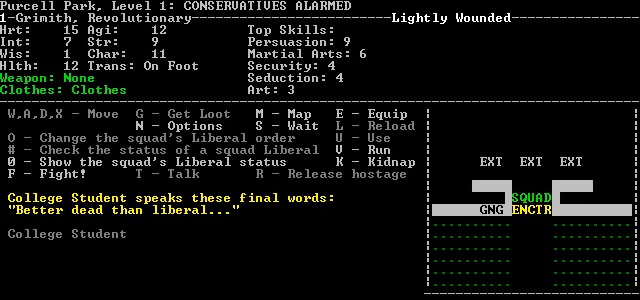 Purcell Park, Level 1: CONSERVATIVES ALARMED
1-Grinith, Revolutionary Lightly Wounded
Hrt: 15 Agi: 12 Top Skills:
Int: 7 Str: 9 Persuasion: 9
Wis: 1 Char: 11 Martial Arts: 6
Hlth: 12 Trans: On Foot Security: 4
Weapon: None Seduction: 4
Clothes: Clothes Art: 3
W,A,D,X - Move G - Get Loot M - Map E - Equip
N - Options S - Wait L - Reload
O - Change the squad's Liberal order U - Use
# - Check the status of a squad Liberal V - Run
0 - Show the squad's Liberal status K - Kidnap
F - Fight! T - Talk R - Release hostage
EXT EXT EXT
College Student speaks these final words:
"Better dead than liberal..."
SQUAD
GNG ENCTR
College Student